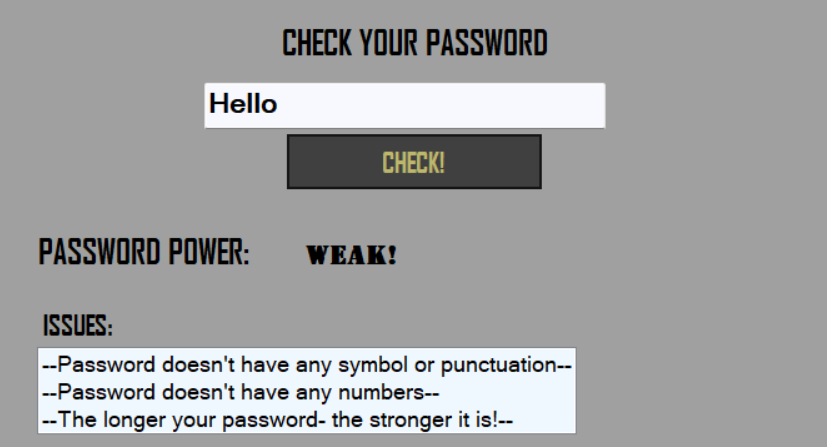 CHECK YOUR PASSWORD
Hello
CHECK!
PASSWORD POWER: WEAK!
ISSUES:
--Password doesn't have any symbol or punctuation--
--Password doesn't have any numbers--
--The longer your password- the stronger it is!--